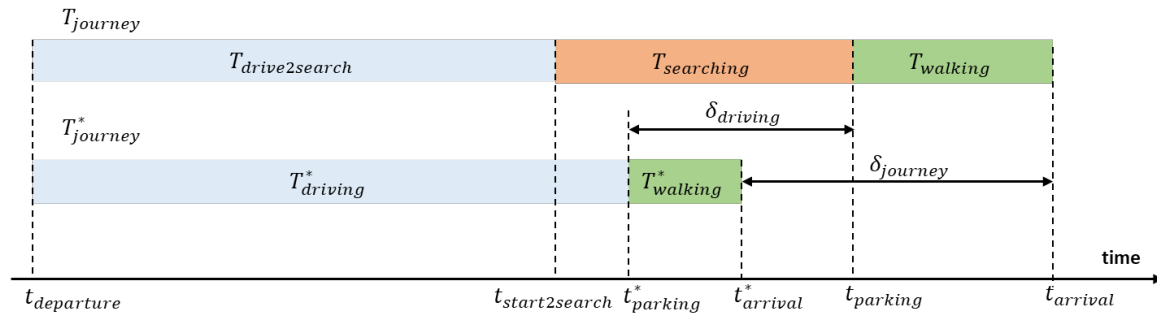 T_journey
T_drive2search T_searching T_walking
T*_journey
δ_driving
T*_driving T*_walking δ_journey
time
t_departure t_start2search t*_parking t*_arrival t_parking t_arrival